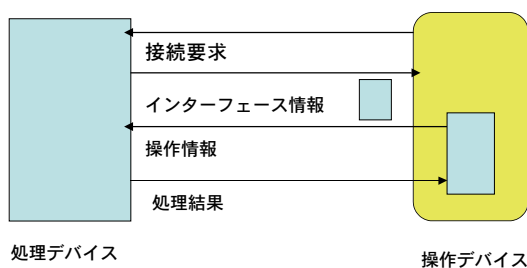 接続要求
インターフェース情報
操作情報
処理結果
処理デバイス
操作デバイス